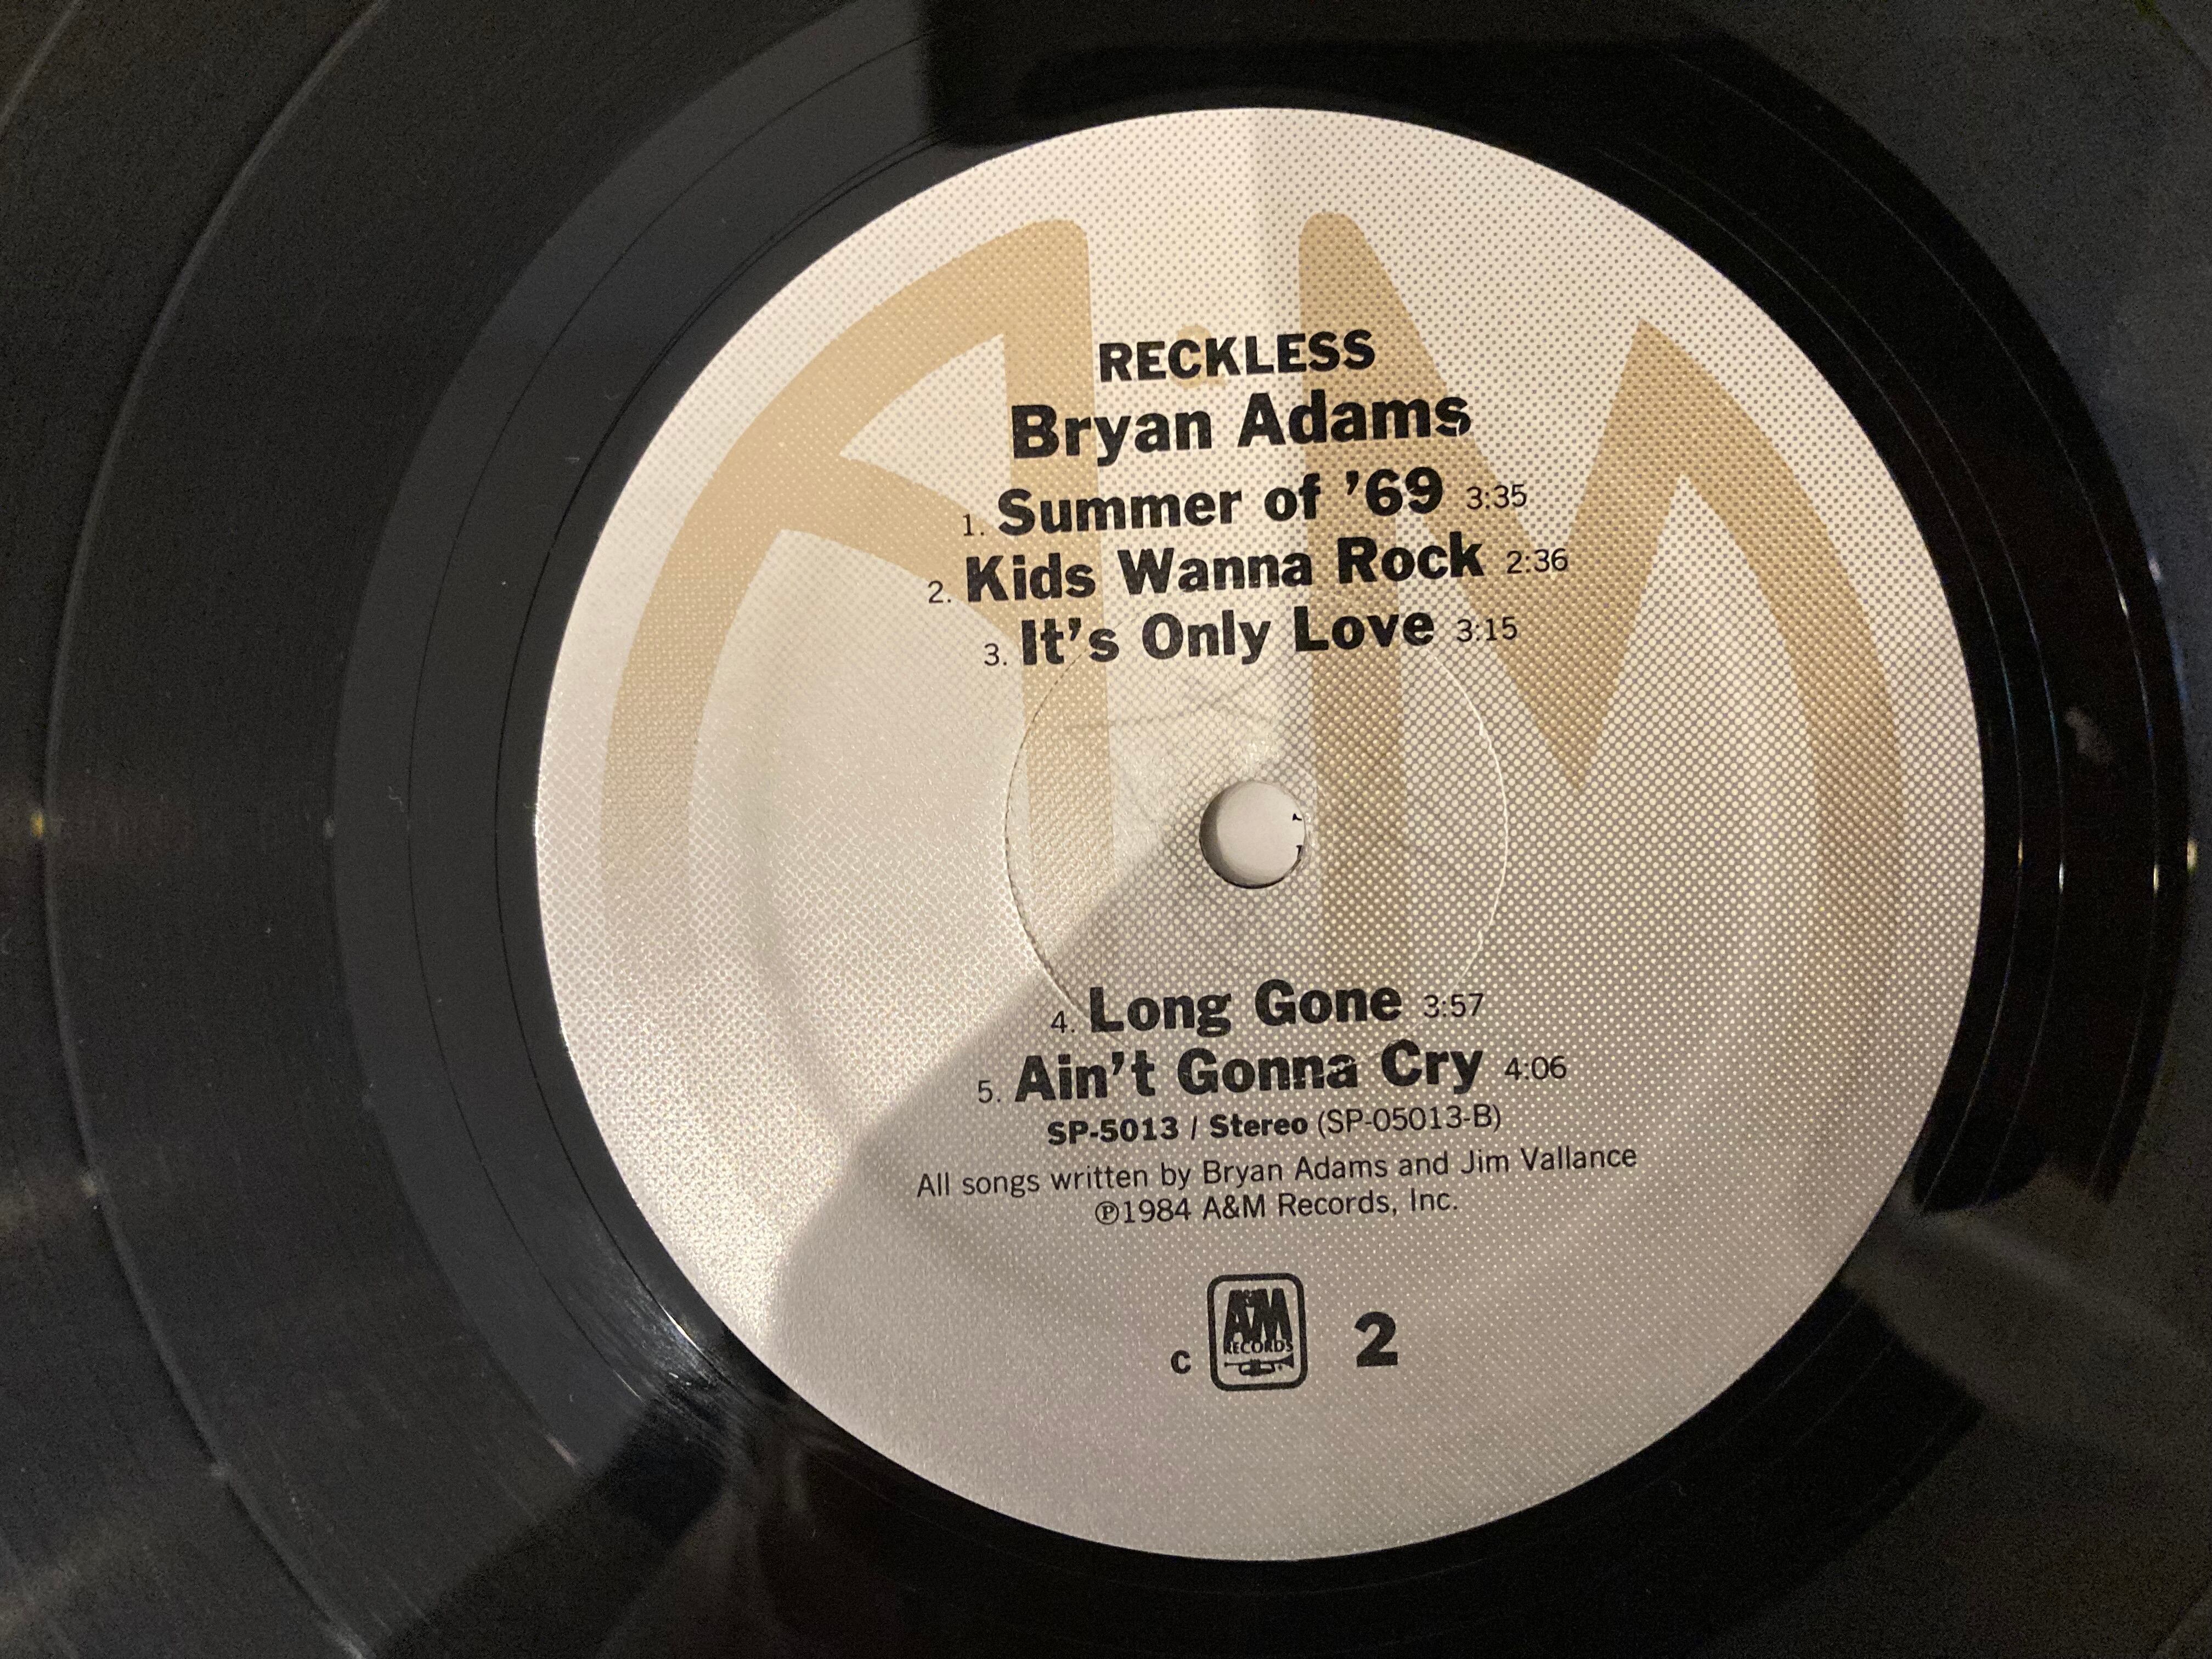 A&M
RECKLESS
Bryan Adams
1. Summer of ’69 3:35
2. Kids Wanna Rock 2:36
3. It’s Only Love 3:15
4. Long Gone 3:57
5. Ain’t Gonna Cry 4:06
SP-5013 / Stereo (SP-05013-B)
All songs written by Bryan Adams and Jim Vallance
℗1984 A&M Records, Inc.
C A&M RECORDS 2